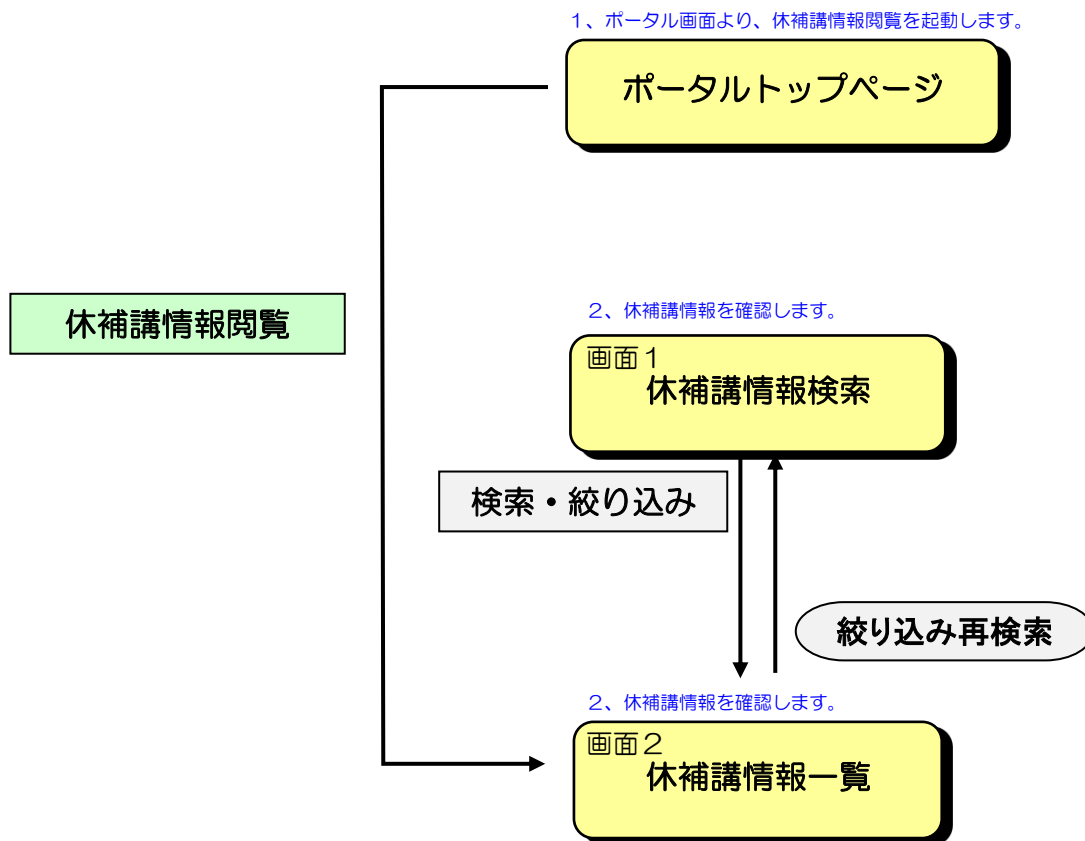 1、ポータル画面より、休補講情報閲覧を起動します。
ポータルトップページ
休補講情報閲覧
2、休補講情報を確認します。
画面1
休補講情報検索
検索・絞り込み
絞り込み再検索
2、休補講情報を確認します。
画面2
休補講情報一覧